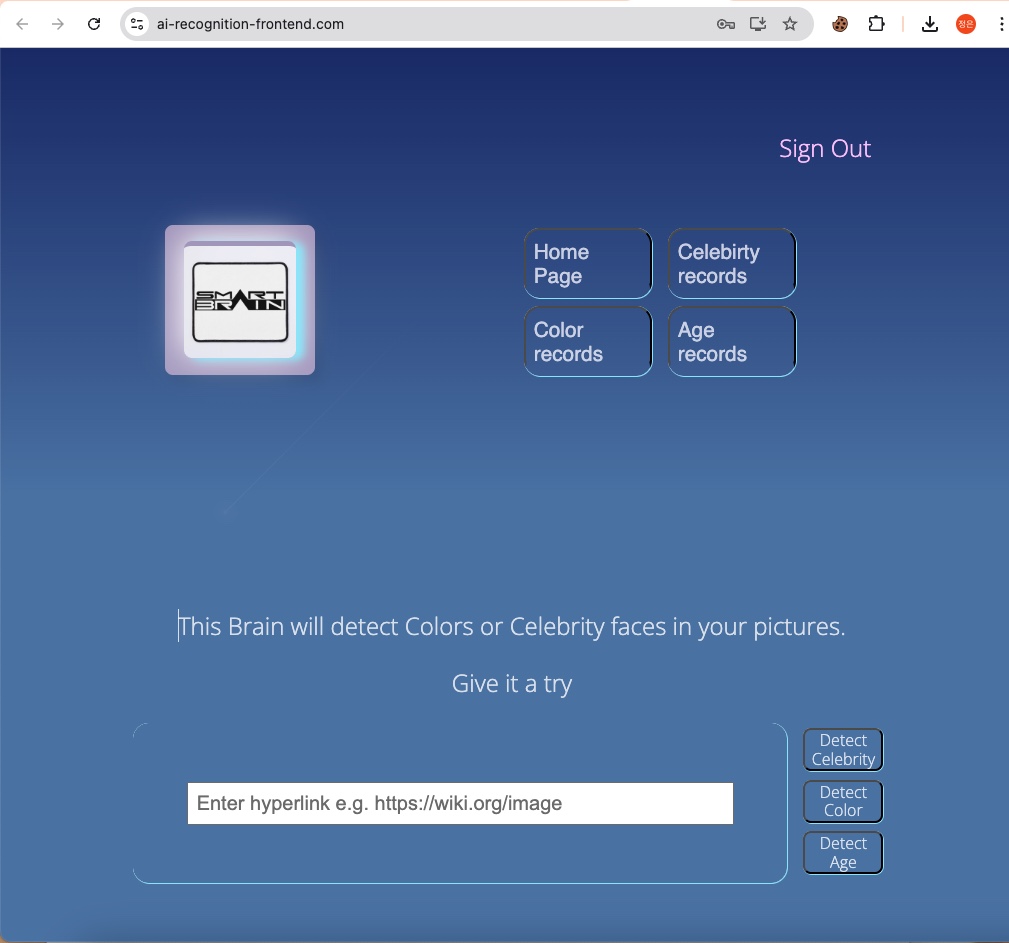 ai-recognition-frontend.com
정은
Sign Out
SMART
BRAIN
Home
Page
Celebirty
records
Color
records
Age
records
This Brain will detect Colors or Celebrity faces in your pictures.
Give it a try
Enter hyperlink e.g. https://wiki.org/image
Detect
Celebrity
Detect
Color
Detect
Age